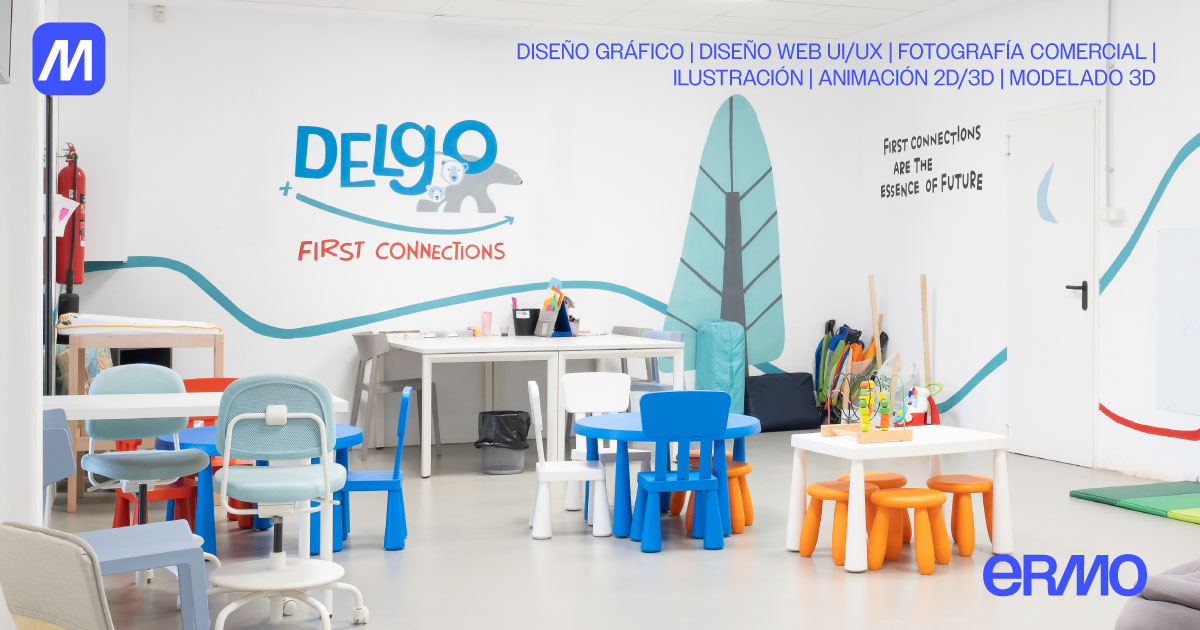 M
DISEÑO GRÁFICO | DISEÑO WEB UI/UX | FOTOGRAFÍA COMERCIAL |
ILUSTRACIÓN | ANIMACIÓN 2D/3D | MODELADO 3D
DELGO
FIRST CONNECTIONS
FIRST CONNECTIONS
ARE THE
ESSENCE OF FUTURE
eRMO